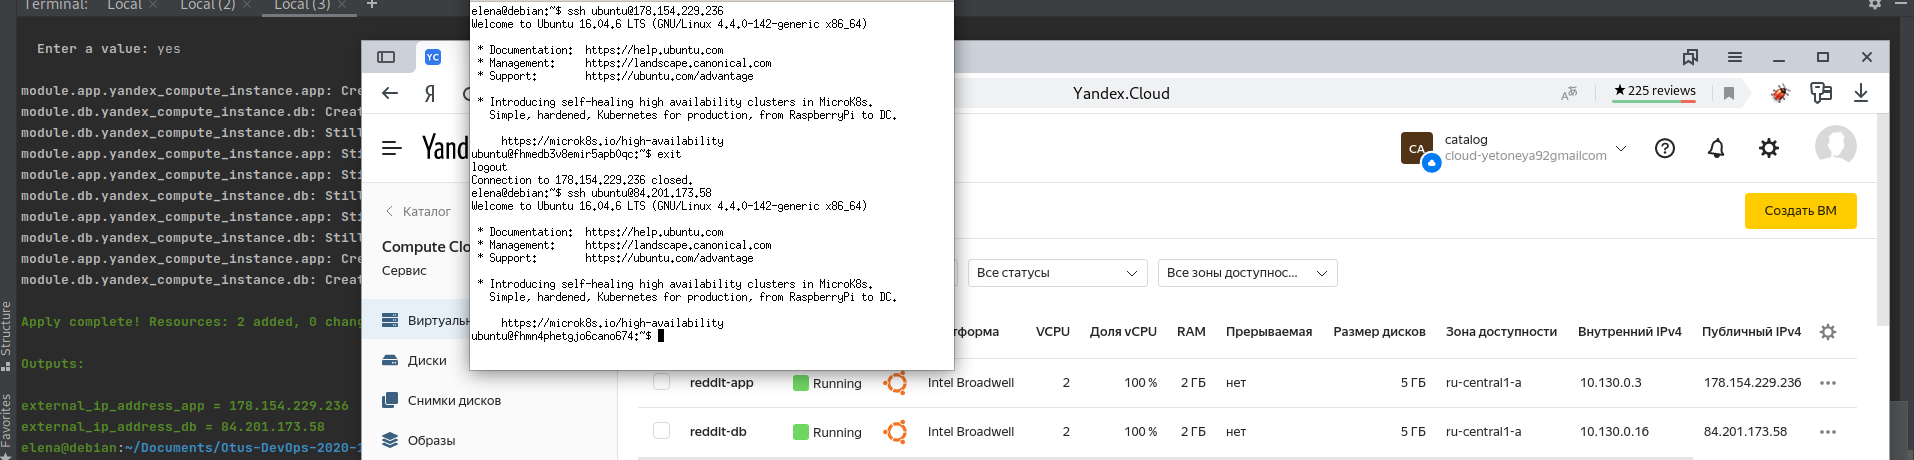 Terminal: Local × Local (2) × Local (3) × +
Enter a value: yes
module.app.yandex_compute_instance.app: Cre
module.db.yandex_compute_instance.db: Creat
module.db.yandex_compute_instance.db: Still
module.app.yandex_compute_instance.app: Sti
module.db.yandex_compute_instance.db: Still
module.app.yandex_compute_instance.app: Sti
module.db.yandex_compute_instance.db: Still
module.app.yandex_compute_instance.app: Cre
module.db.yandex_compute_instance.db: Creat
Apply complete! Resources: 2 added, 0 chang
Outputs:
external_ip_address_app = 178.154.229.236
external_ip_address_db = 84.201.173.58
elena@debian:~/Documents/Otus-DevOps-2020-1
Structure
Favorites
elena@debian:~$ ssh ubuntu@178.154.229.236
Welcome to Ubuntu 16.04.6 LTS (GNU/Linux 4.4.0-142-generic x86_64)
* Documentation: https://help.ubuntu.com
* Management: https://landscape.canonical.com
* Support: https://ubuntu.com/advantage
* Introducing self-healing high availability clusters in MicroK8s.
Simple, hardened, Kubernetes for production, from RaspberryPi to DC.
https://microk8s.io/high-availability
ubuntu@fhmedb3v8emir5apb0qc:~$ exit
logout
Connection to 178.154.229.236 closed.
elena@debian:~$ ssh ubuntu@84.201.173.58
Welcome to Ubuntu 16.04.6 LTS (GNU/Linux 4.4.0-142-generic x86_64)
* Documentation: https://help.ubuntu.com
* Management: https://landscape.canonical.com
* Support: https://ubuntu.com/advantage
* Introducing self-healing high availability clusters in MicroK8s.
Simple, hardened, Kubernetes for production, from RaspberryPi to DC.
https://microk8s.io/high-availability
ubuntu@fhmn4phetgjo6cano674:~$
YC
Я
Yandex.Cloud
★ 225 reviews
Yand
CA
catalog
cloud-yetoneya92gmailcom
Каталог
Создать ВМ
Compute Clo
Сервис
Все статусы
Все зоны доступнос...
Виртуальн
Диски
Снимки дисков
Образы
тформа VCPU Доля vCPU RAM Прерываемая Размер дисков Зона доступности Внутренний IPv4 Публичный IPv4
reddit-app Running Intel Broadwell 2 100 % 2 ГБ нет 5 ГБ ru-central1-a 10.130.0.3 178.154.229.236
reddit-db Running Intel Broadwell 2 100 % 2 ГБ нет 5 ГБ ru-central1-a 10.130.0.16 84.201.173.58